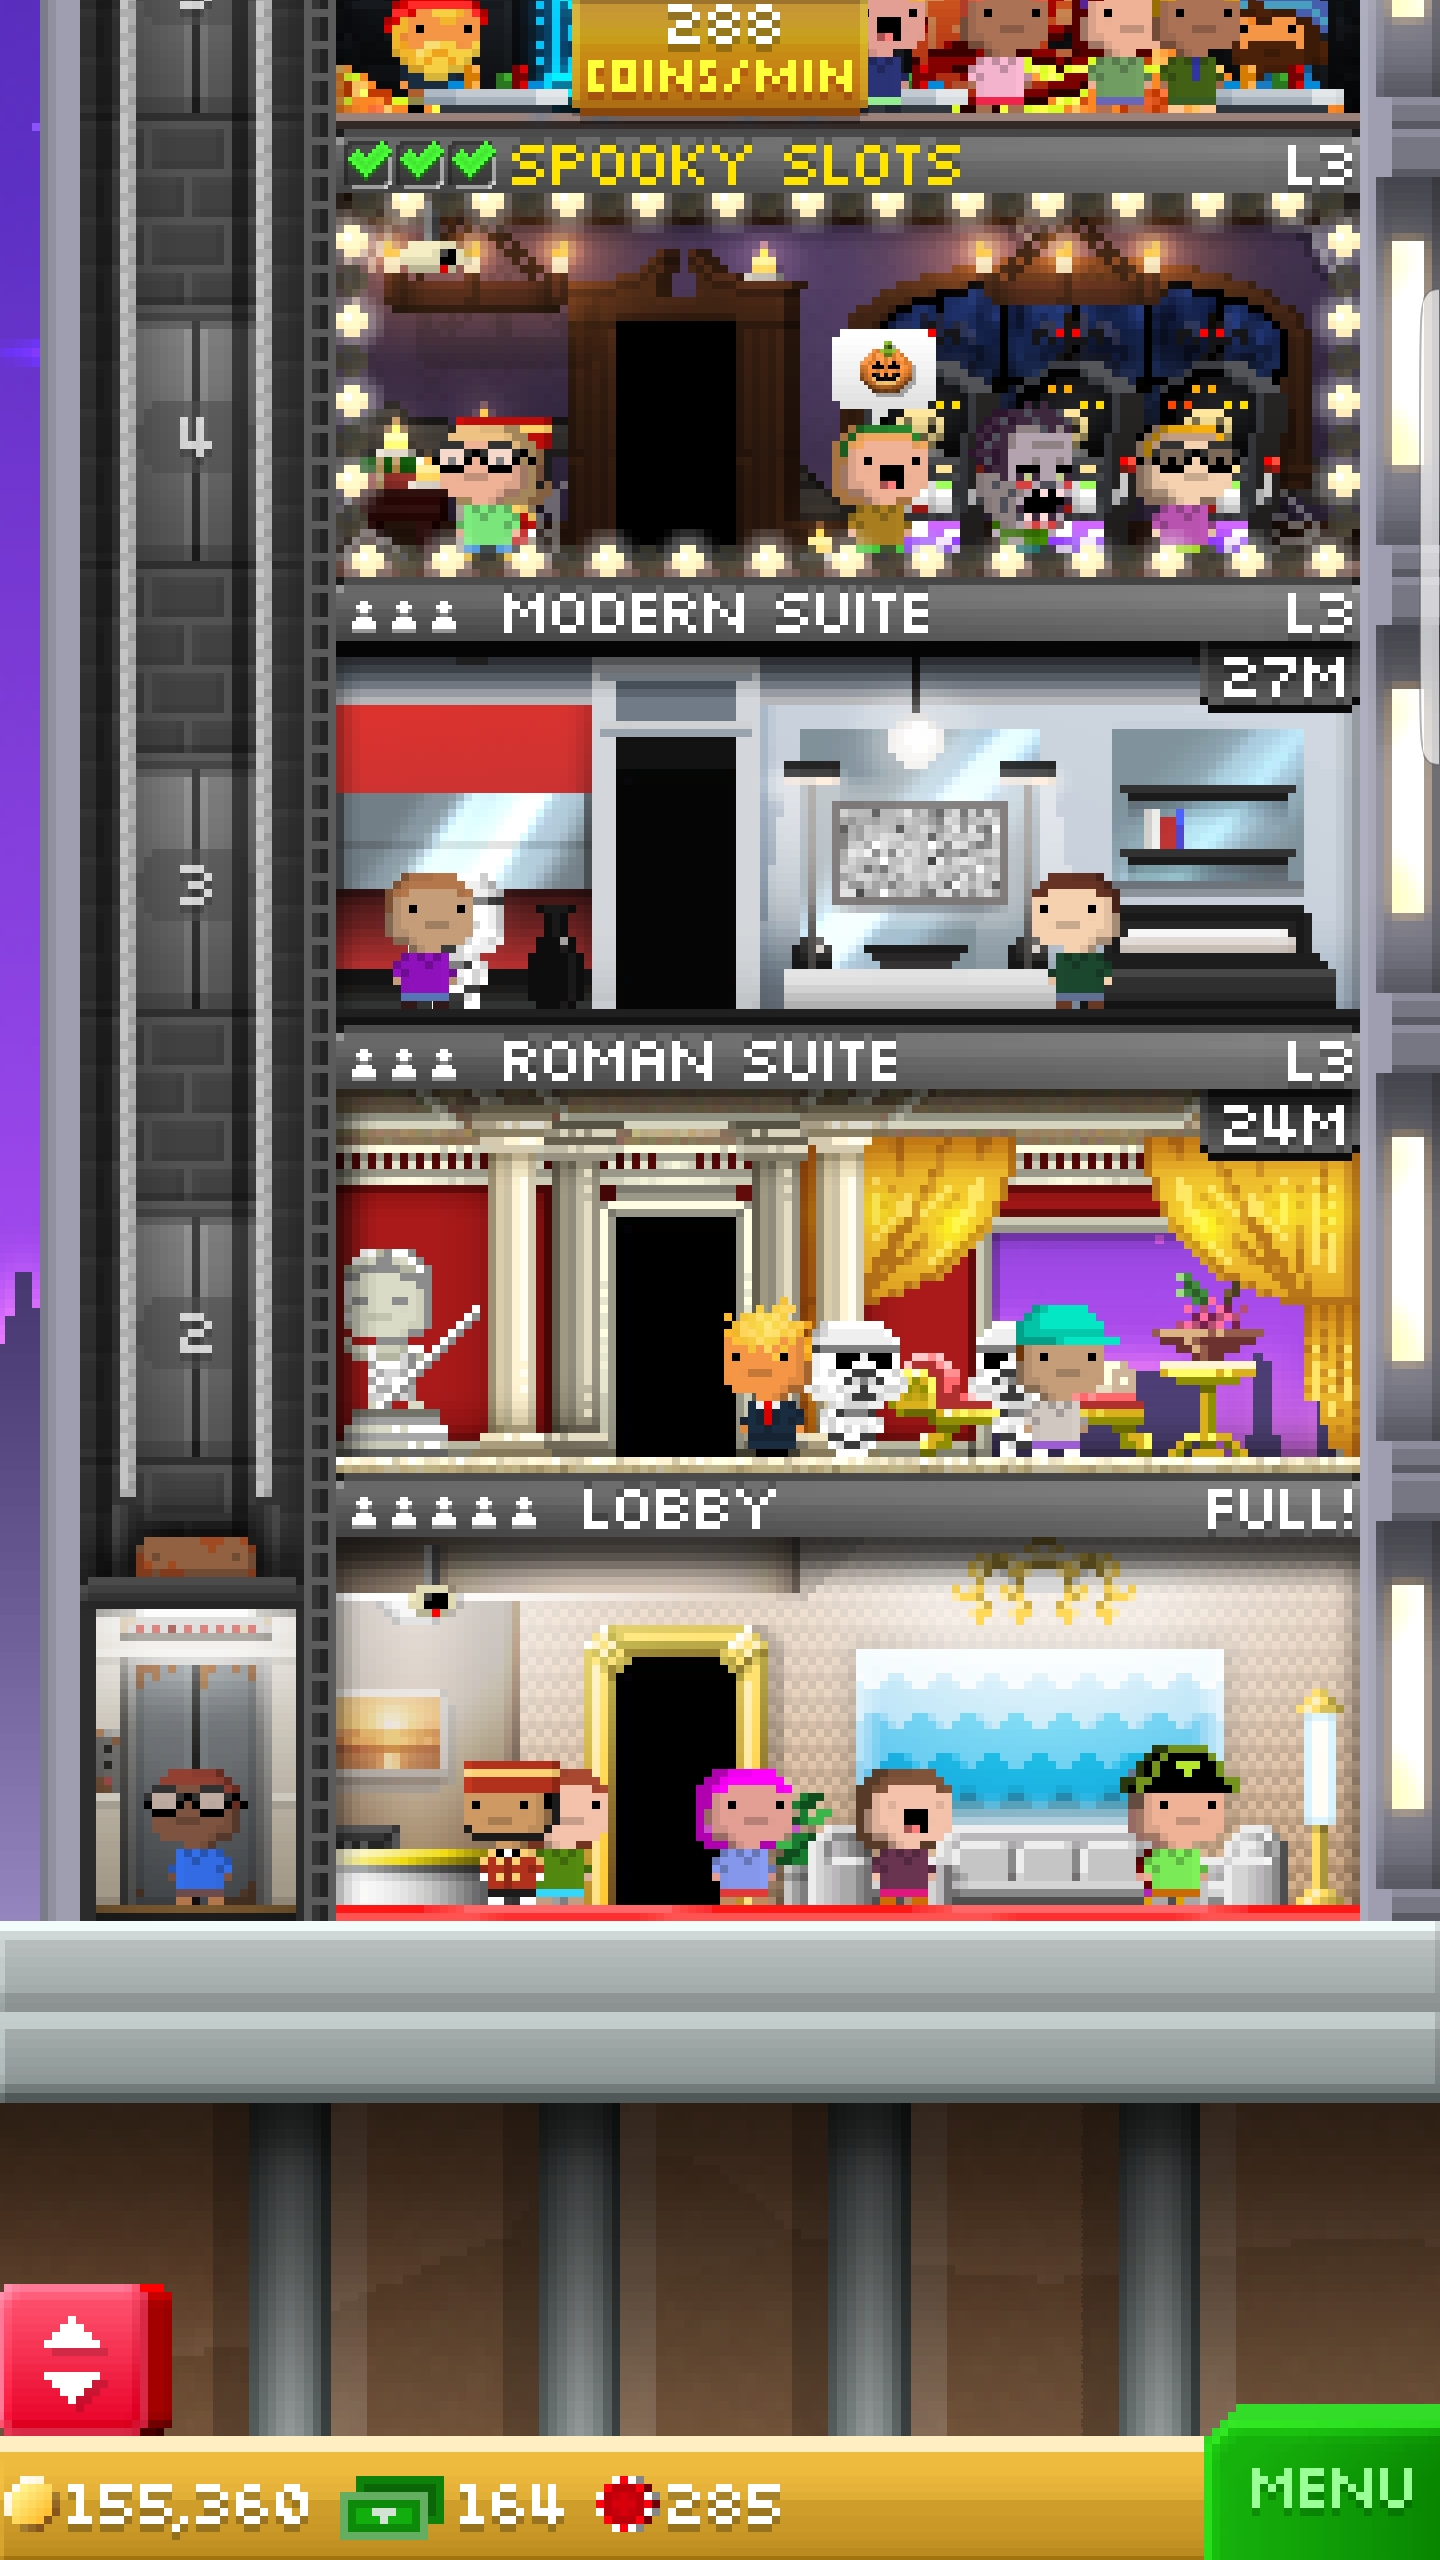 288
COINS/MIN
SPOOKY SLOTS L3
4
MODERN SUITE L3
27M
3
ROMAN SUITE L3
24M
2
LOBBY FULL!
MENU
155,360 164 285